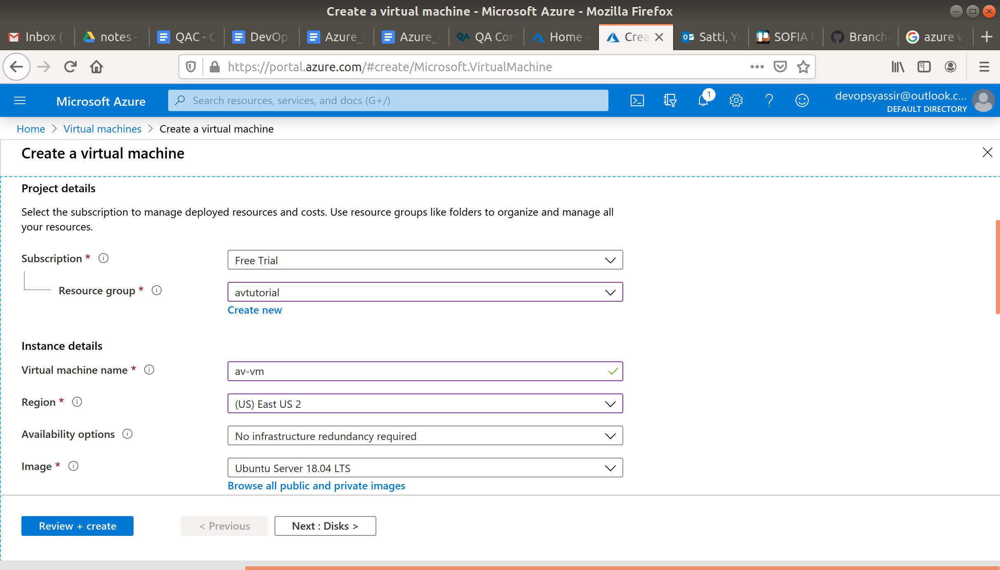 Create a virtual machine - Microsoft Azure - Mozilla Firefox
Inbox (
notes -
QAC -
DevOp
Azure_
Azure_
QA Con
Home -
Crea
Satti,
SOFIA
Branch
azure v
https://portal.azure.com/#create/Microsoft.VirtualMachine
Microsoft Azure
Search resources, services, and docs (G+/)
1
devopsyassir@outlook.c...
DEFAULT DIRECTORY
Home > Virtual machines > Create a virtual machine
Create a virtual machine
Project details
Select the subscription to manage deployed resources and costs. Use resource groups like folders to organize and manage all
your resources.
Subscription *
Free Trial
Resource group *
avtutorial
Create new
Instance details
Virtual machine name *
av-vm
Region *
(US) East US 2
Availability options
No infrastructure redundancy required
Image *
Ubuntu Server 18.04 LTS
Browse all public and private images
Review + create
< Previous
Next : Disks >